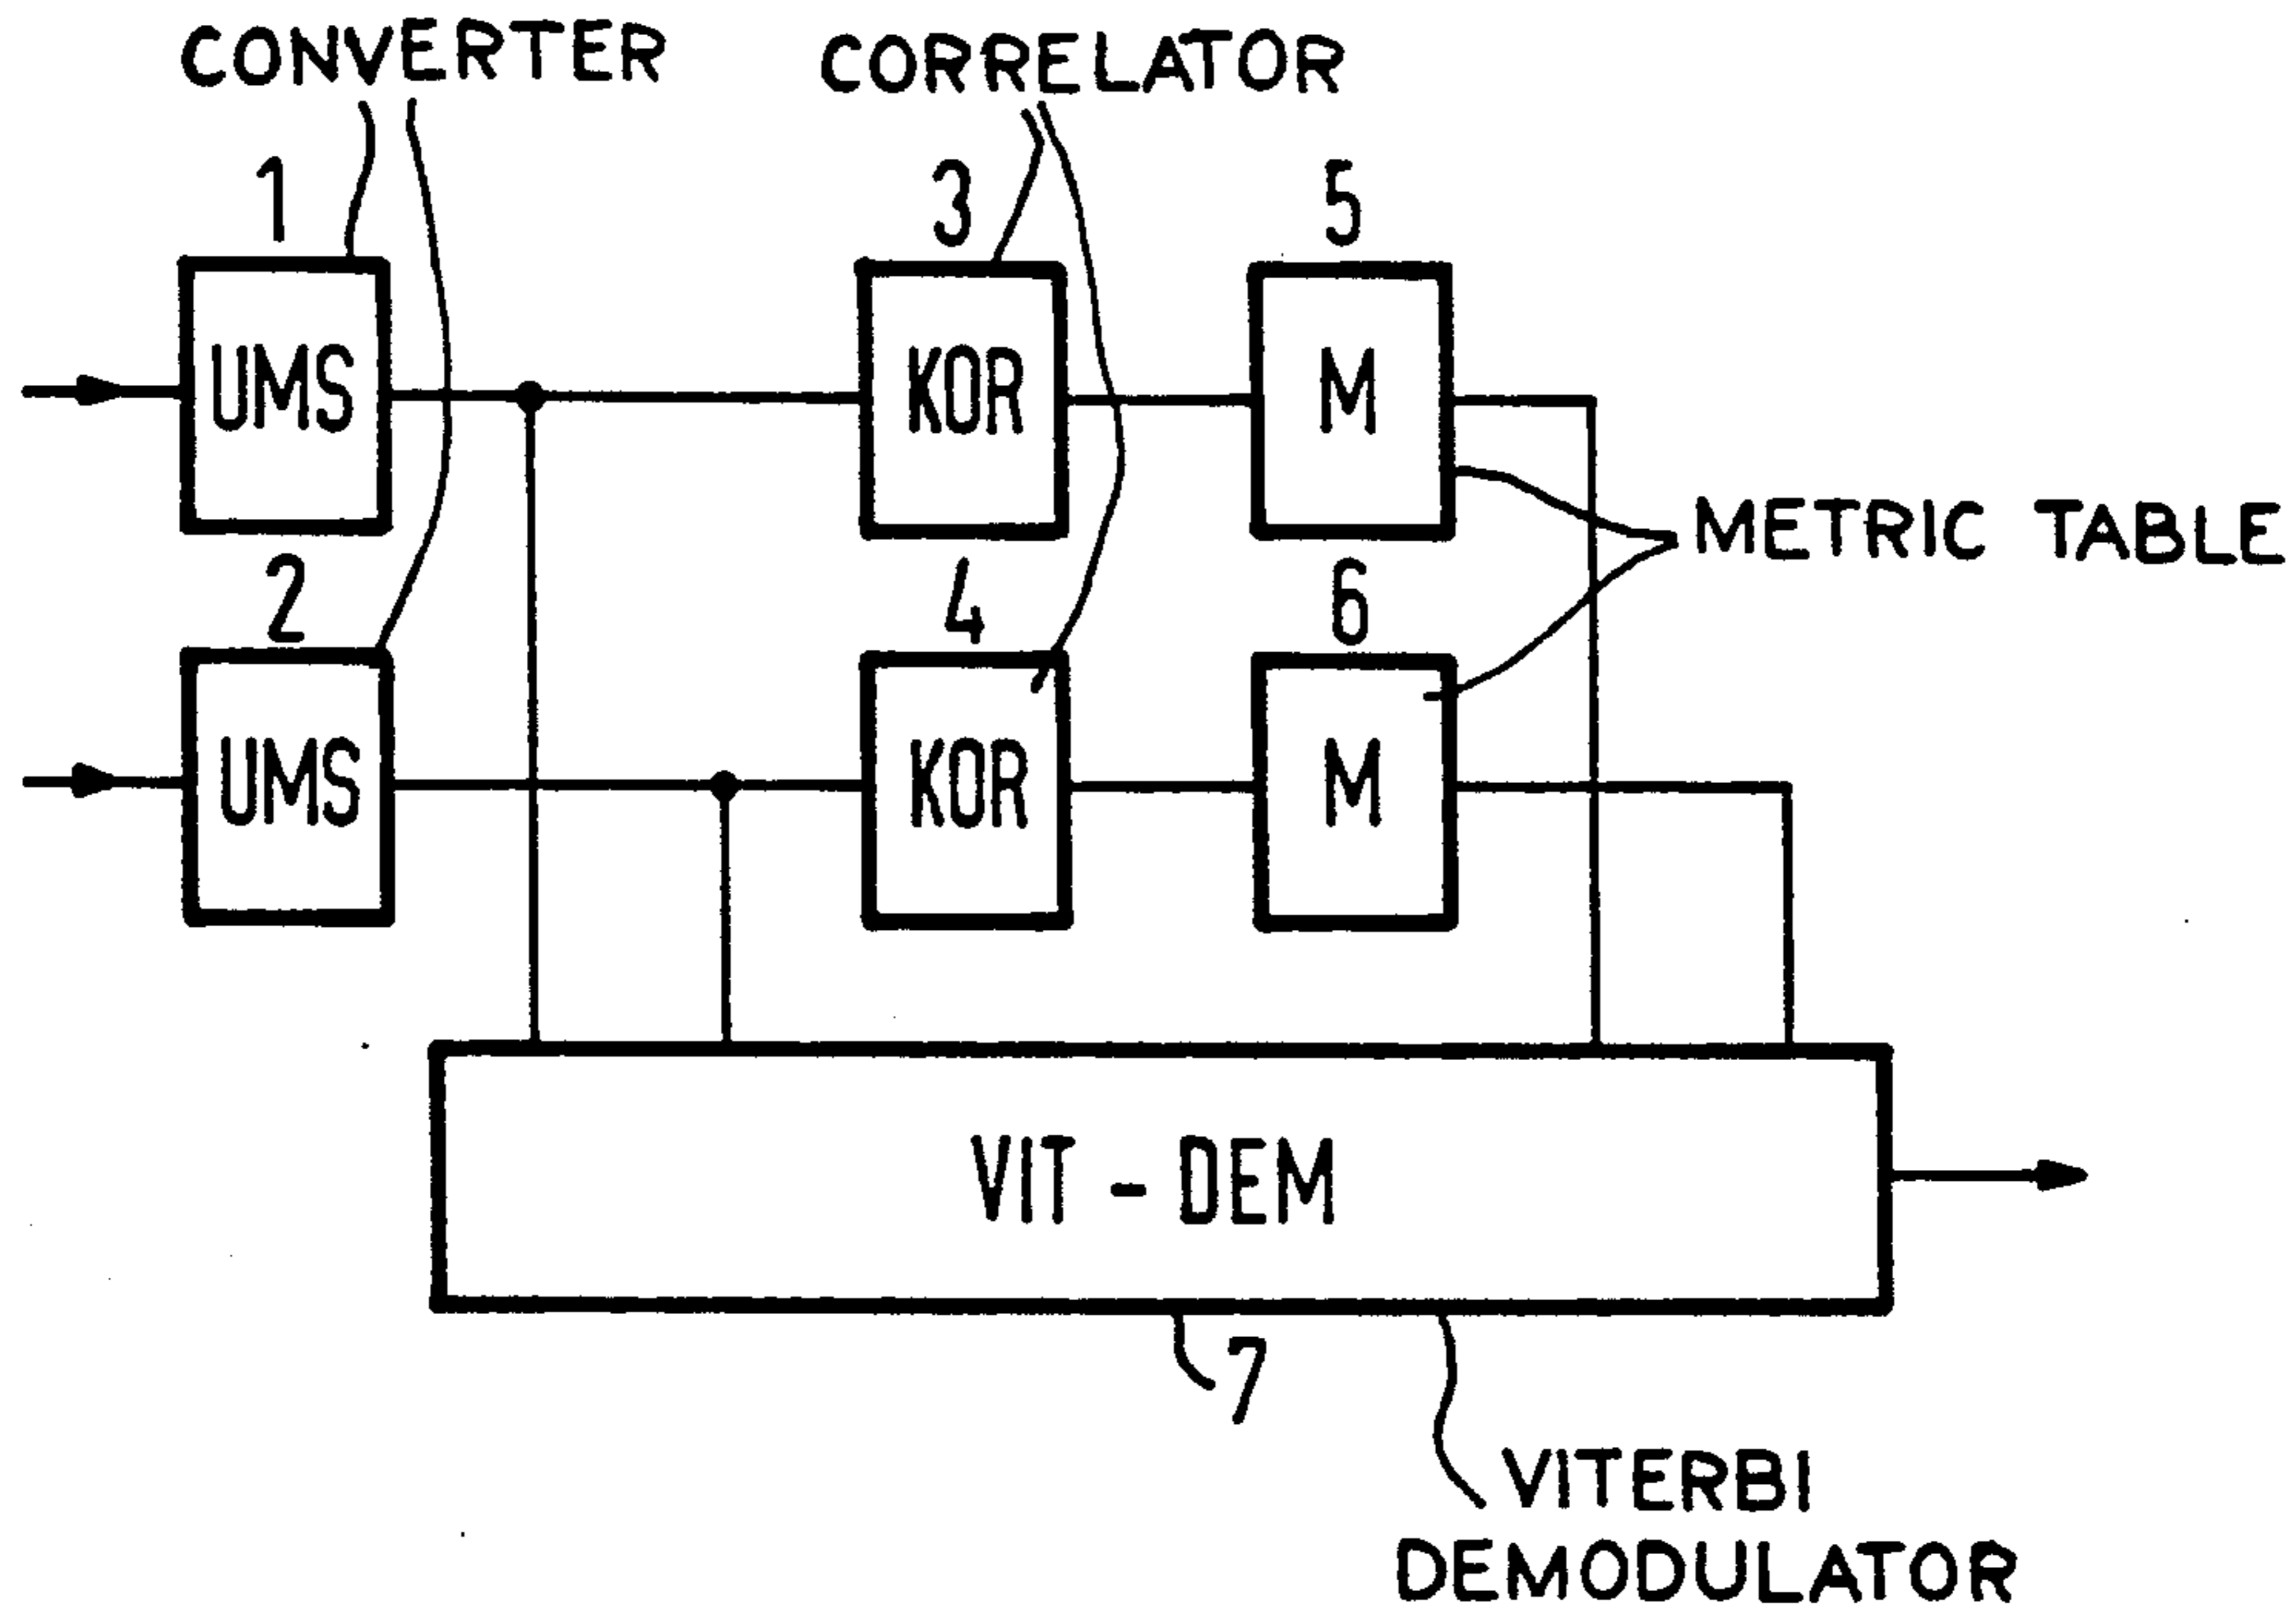 CONVERTER
CORRELATOR
1
3
5
UMS
KOR
M
METRIC TABLE
2
4
6
UMS
KOR
M
VIT - DEM
7
VITERBI
DEMODULATOR